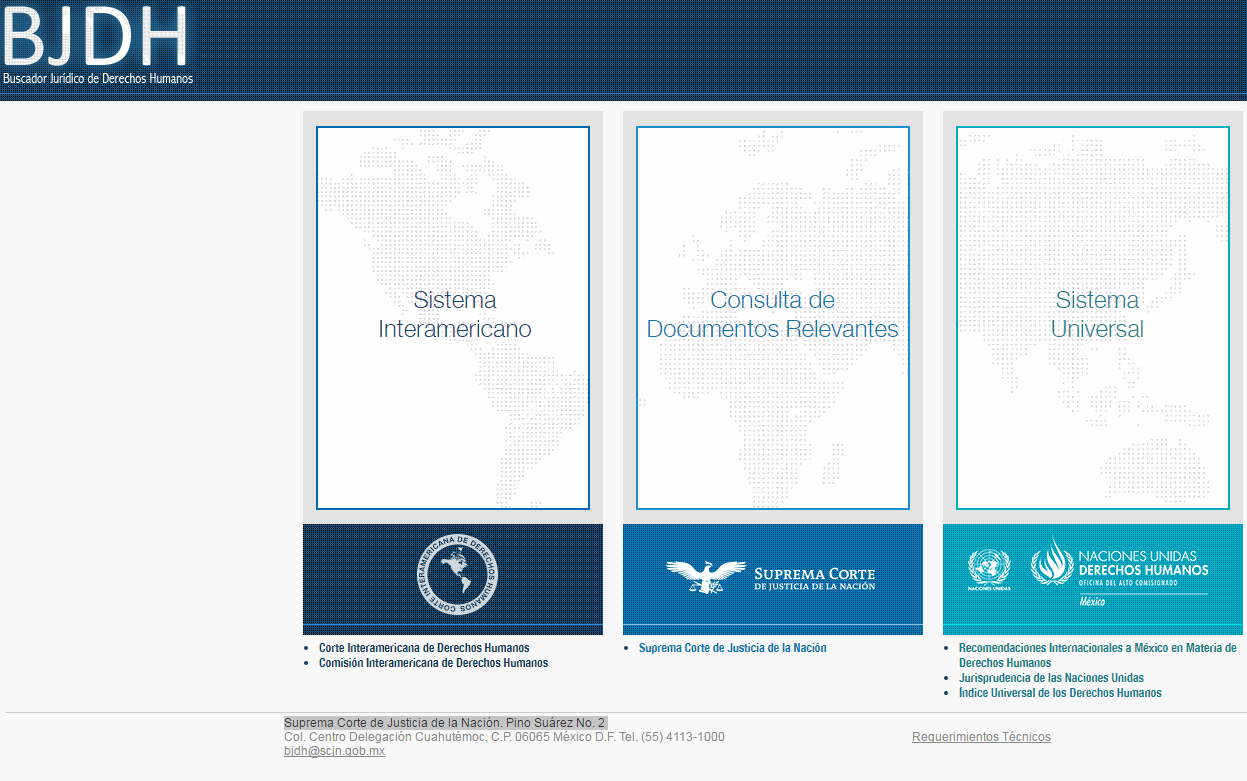 BJDH
Buscador Jurídico de Derechos Humanos
Sistema
Interamericano
Consulta de
Documentos Relevantes
Sistema
Universal
CORTE INTERAMERICANA DE DERECHOS HUMANOS
SUPREMA CORTE
DE JUSTICIA DE LA NACIÓN
NACIONES UNIDAS
NACIONES UNIDAS
DERECHOS HUMANOS
OFICINA DEL ALTO COMISIONADO
México
• Corte Interamericana de Derechos Humanos
• Comisión Interamericana de Derechos Humanos
• Suprema Corte de Justicia de la Nación
• Recomendaciones Internacionales a México en Materia de
Derechos Humanos
• Jurisprudencia de las Naciones Unidas
• Índice Universal de los Derechos Humanos
Suprema Corte de Justicia de la Nación. Pino Suárez No. 2
Col. Centro Delegación Cuahutémoc, C.P. 06065 México D.F. Tel. (55) 4113-1000
bjdh@scjn.gob.mx
Requerimientos Técnicos